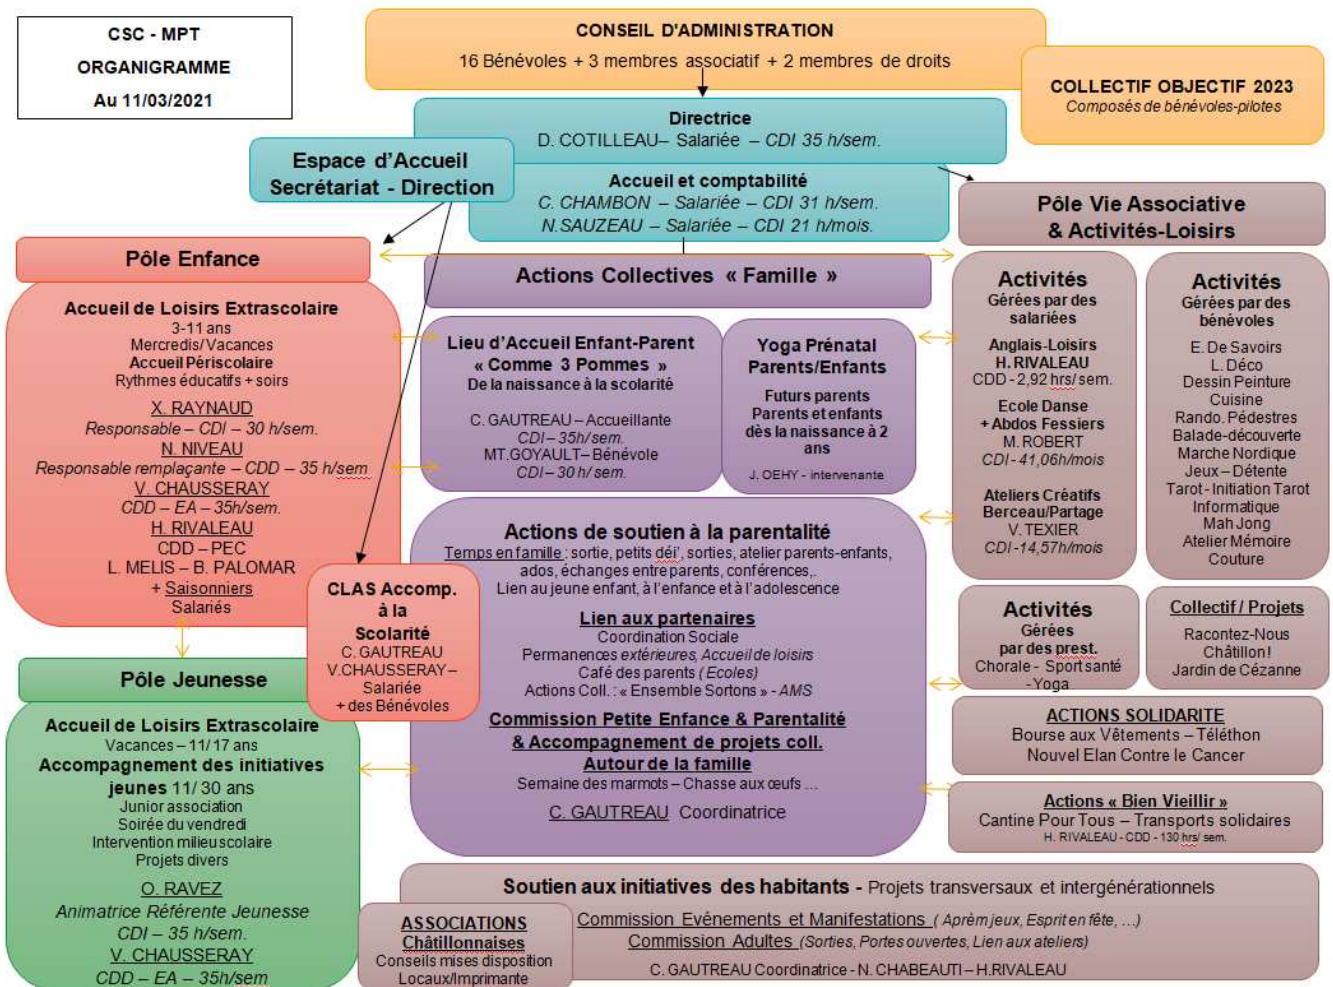 CSC - MPT
ORGANIGRAMME
Au 11/03/2021
CONSEIL D'ADMINISTRATION
16 Bénévoles + 3 membres associatif + 2 membres de droits
COLLECTIF OBJECTIF 2023
Composés de bénévoles-pilotes
Directrice
D. COTILLEAU– Salariée – CDI 35 h/sem.
Espace d'Accueil
Secrétariat - Direction
Accueil et comptabilité
C. CHAMBON – Salariée – CDI 31 h/sem.
N.SAUZEAU – Salariée – CDI 21 h/mois.
Pôle Enfance
Accueil de Loisirs Extrascolaire
3-11 ans
Mercredis/ Vacances
Accueil Périscolaire
Rythmes éducatifs + soirs
X. RAYNAUD
Responsable – CDI – 30 h/sem.
N. NIVEAU
Responsable remplaçante – CDD – 35 h/sem
V. CHAUSSERAY
CDD – EA – 35h/sem.
H. RIVALEAU
CDD – PEC
L. MELIS – B. PALOMAR
+ Saisonniers
Salariés
CLAS Accomp.
à la
Scolarité
C. GAUTREAU
V.CHAUSSERAY –
Salariée
+ des Bénévoles
Pôle Jeunesse
Accueil de Loisirs Extrascolaire
Vacances – 11/ 17 ans
Accompagnement des initiatives
jeunes 11/ 30 ans
Junior association
Soirée du vendredi
Intervention milieu scolaire
Projets divers
O. RAVEZ
Animatrice Référente Jeunesse
CDI – 35 h/sem.
V. CHAUSSERAY
CDD – EA – 35h/sem
Actions Collectives « Famille »
Lieu d'Accueil Enfant-Parent
« Comme 3 Pommes »
De la naissance à la scolarité
C. GAUTREAU – Accueillante
CDI – 35h/sem.
MT.GOYAULT– Bénévole
CDI – 30 h/ sem.
Yoga Prénatal
Parents/Enfants
Futurs parents
Parents et enfants
dès la naissance à 2
ans
J. OEHY - intervenante
Actions de soutien à la parentalité
Temps en famille : sortie, petits déj', sorties, atelier parents-enfants,
ados, échanges entre parents, conférences,.
Lien au jeune enfant, à l'enfance et à l'adolescence
Lien aux partenaires
Coordination Sociale
Permanences extérieures, Accueil de loisirs
Café des parents ( Ecoles)
Actions Coll. : « Ensemble Sortons » - AMS
Commission Petite Enfance & Parentalité
& Accompagnement de projets coll.
Autour de la famille
Semaine des marmots – Chasse aux œufs ...
C. GAUTREAU Coordinatrice
Pôle Vie Associative
& Activités-Loisirs
Activités
Gérées par des
salariées
Anglais-Loisirs
H. RIVALEAU
CDD - 2,92 hrs/ sem.
Ecole Danse
+ Abdos Fessiers
M. ROBERT
CDI - 41,06h/mois
Ateliers Créatifs
Berceau/Partage
V. TEXIER
CDI -14,57h/mois
Activités
Gérées par des
bénévoles
E. De Savoirs
L. Déco
Dessin Peinture
Cuisine
Rando. Pédestres
Balade-découverte
Marche Nordique
Jeux – Détente
Tarot - Initiation Tarot
Informatique
Mah Jong
Atelier Mémoire
Couture
Activités
Gérées
par des prest.
Chorale - Sport santé
-Yoga
Collectif / Projets
Racontez-Nous
Châtillon!
Jardin de Cézanne
ACTIONS SOLIDARITE
Bourse aux Vêtements – Téléthon
Nouvel Elan Contre le Cancer
Actions « Bien Vieillir »
Cantine Pour Tous – Transports solidaires
H. RIVALEAU - CDD - 130 hrs/ sem.
Soutien aux initiatives des habitants - Projets transversaux et intergénérationnels
Commission Evénements et Manifestations ( Aprèm jeux, Esprit en fête, …)
Commission Adultes (Sorties, Portes ouvertes, Lien aux ateliers)
C. GAUTREAU Coordinatrice - N. CHABEAUTI – H.RIVALEAU
ASSOCIATIONS
Châtillonnaises
Conseils mises disposition
Locaux/Imprimante